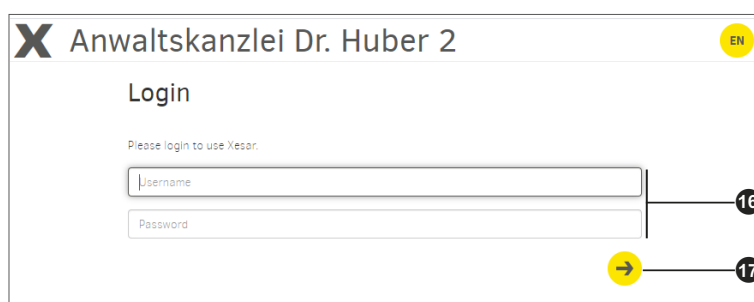 X Anwaltskanzlei Dr. Huber 2
EN
Login
Please login to use Xesar.
Username
16
Password
17